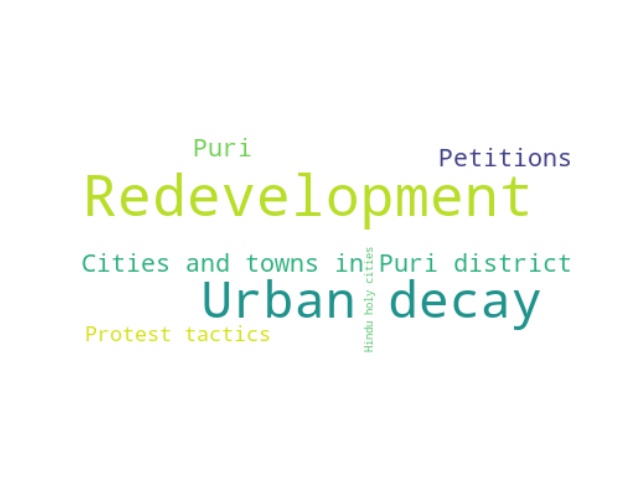 Puri
Petitions
Redevelopment
Cities and towns in Puri district
Hindu holy cities
Urban decay
Protest tactics